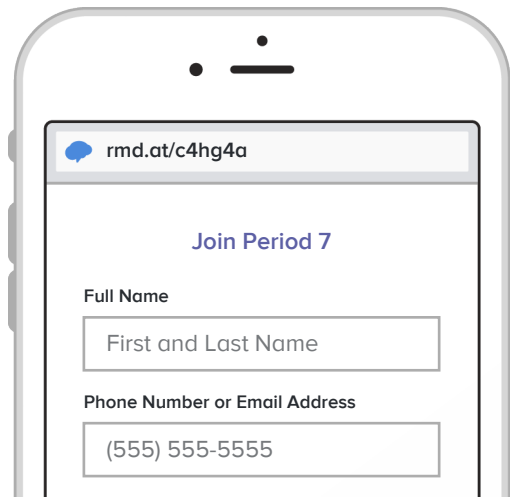 rmd.at/c4hg4a
Join Period 7
Full Name
First and Last Name
Phone Number or Email Address
(555) 555-5555